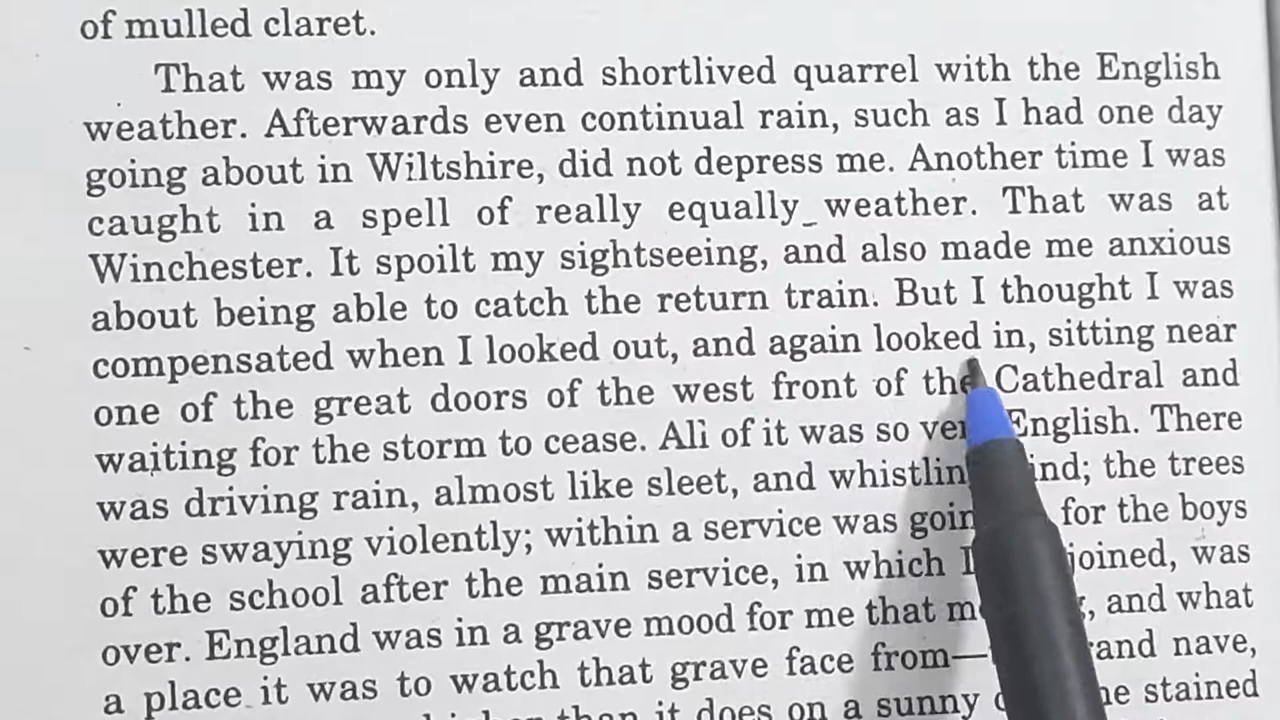 of mulled claret.
That was my only and shortlived quarrel with the English
weather. Afterwards even continual rain, such as I had one day
going about in Wiltshire, did not depress me. Another time I was
caught in a spell of really equally weather. That was at
Winchester. It spoilt my sightseeing, and also made me anxious
about being able to catch the return train. But I thought I was
compensated when I looked out, and again looked in, sitting near
one of the great doors of the west front of the Cathedral and
waiting for the storm to cease. All of it was so English. There
was driving rain, almost like sleet, and the trees
were swaying violently; within a service was for the boys
of the school after the main service, in which I joined, was
over. England was in a grave mood for me that and what
a place it was to watch that grave face from— nave,
than it does on a sunny stained